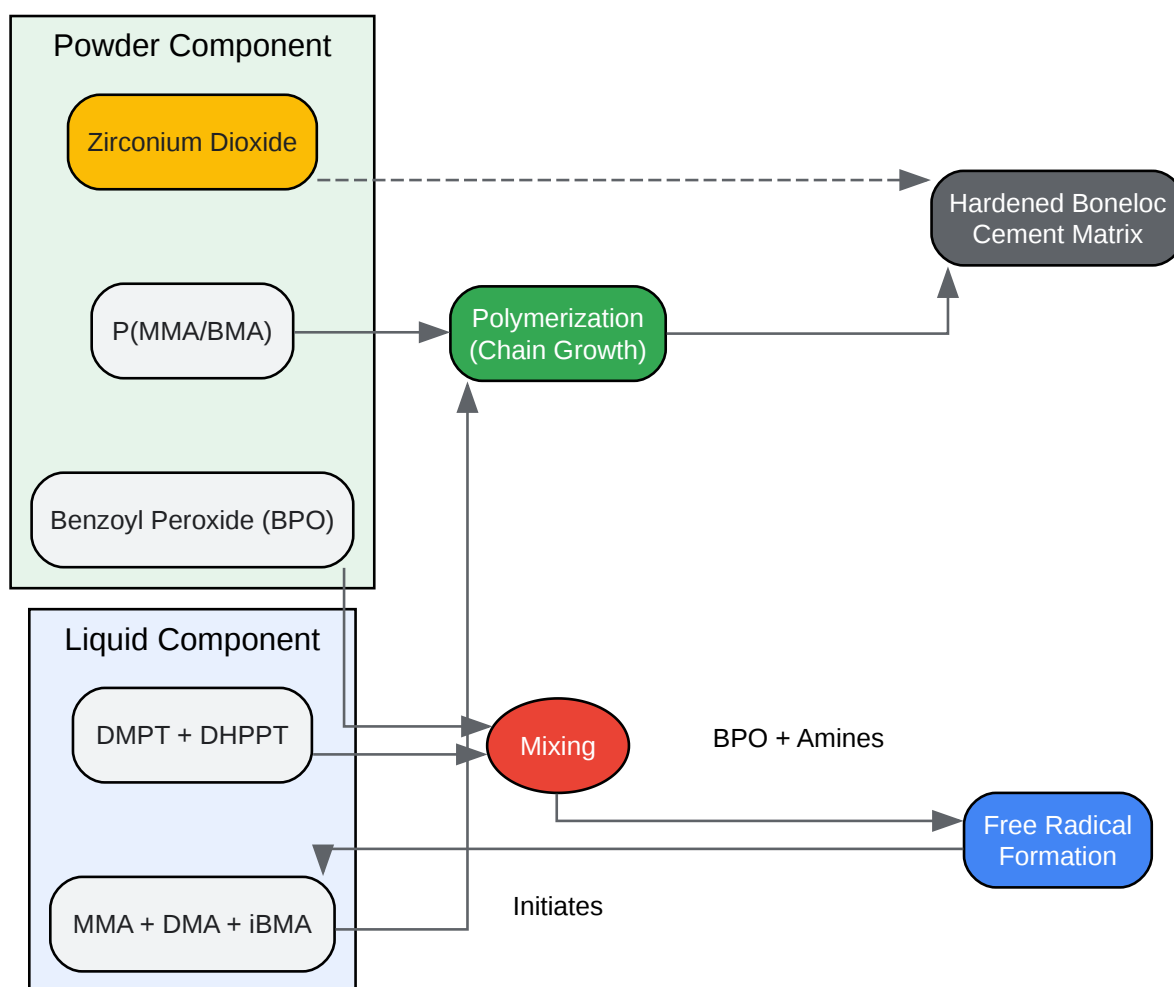 Powder Component
Zirconium Dioxide
Hardened Boneloc
Cement Matrix
P(MMA/BMA)
Polymerization
(Chain Growth)
Benzoyl Peroxide (BPO)
Liquid Component
DMPT + DHPPT
Mixing
BPO + Amines
Free Radical
Formation
MMA + DMA + iBMA
Initiates